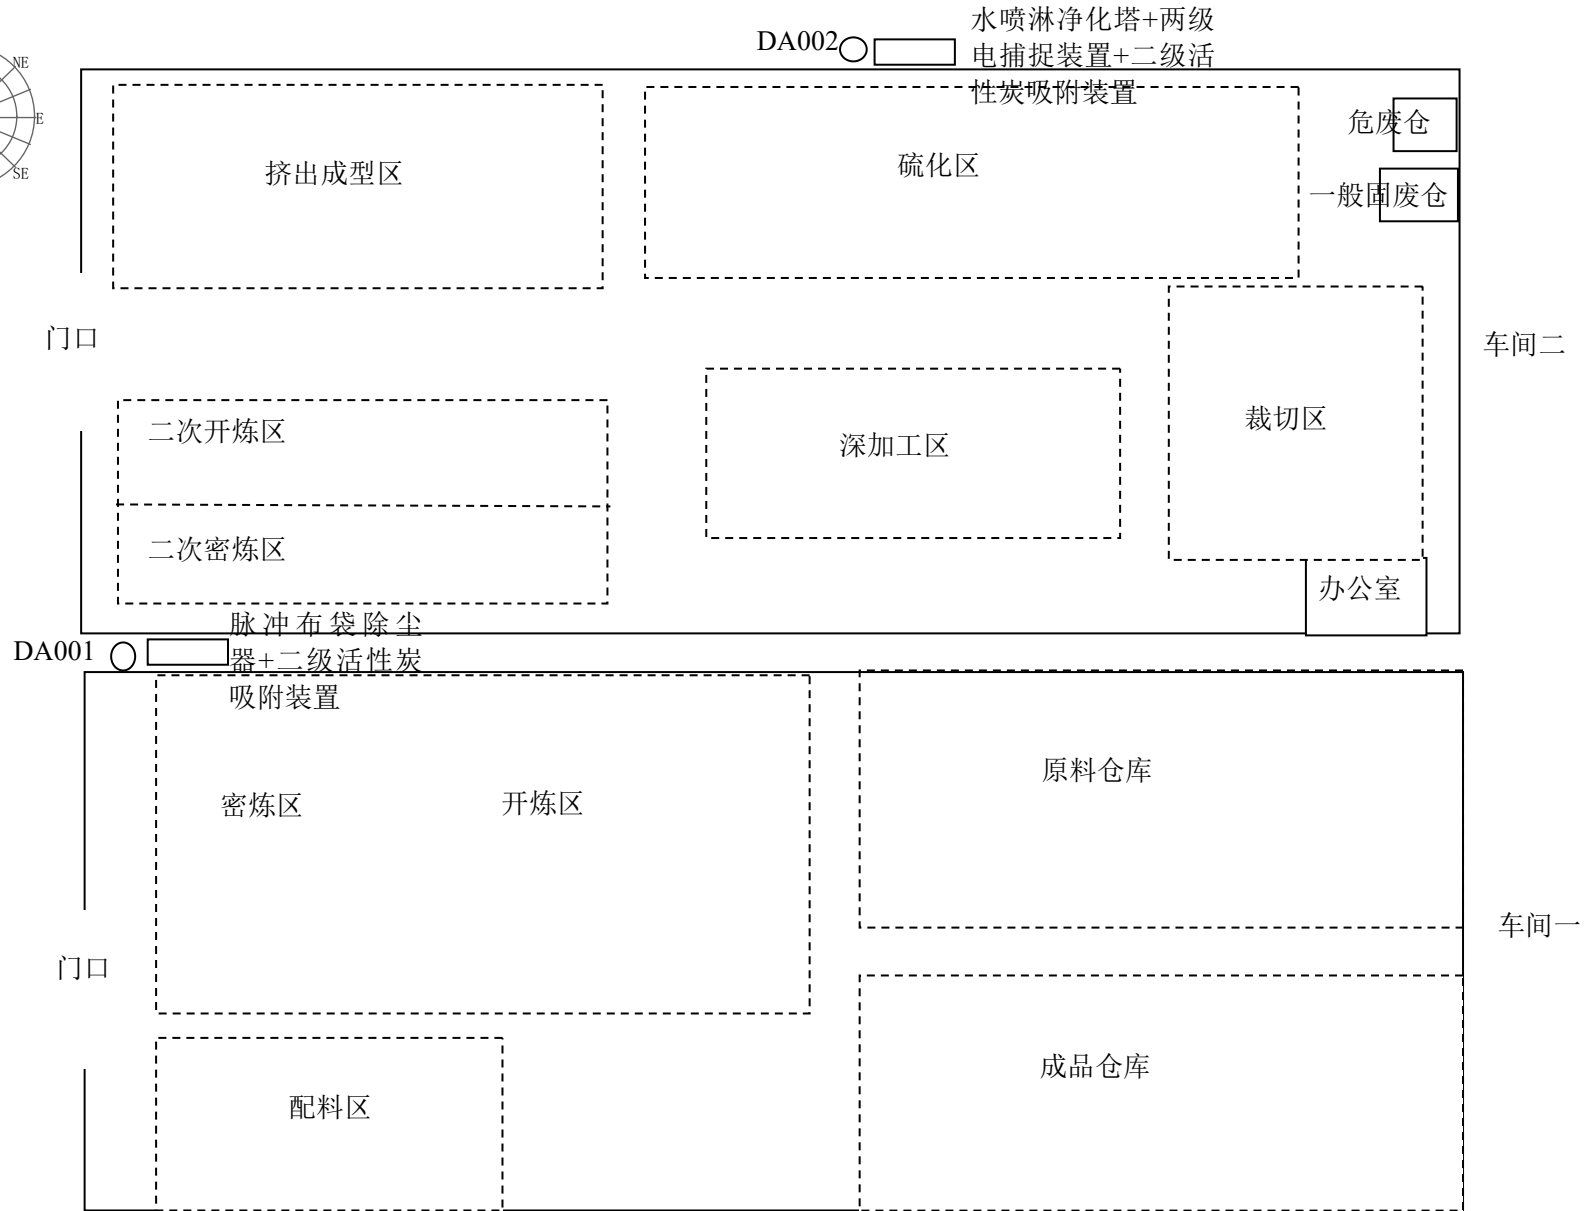 水喷淋净化塔+两级
DA002
电捕捉装置+二级活
性炭吸附装置
NE
E
SE
危废仓
挤出成型区
硫化区
一般固废仓
门口
车间二
二次开炼区
深加工区
裁切区
二次密炼区
办公室
脉冲布袋除尘
DA001
器+二级活性炭
吸附装置
密炼区
开炼区
原料仓库
车间一
门口
成品仓库
配料区